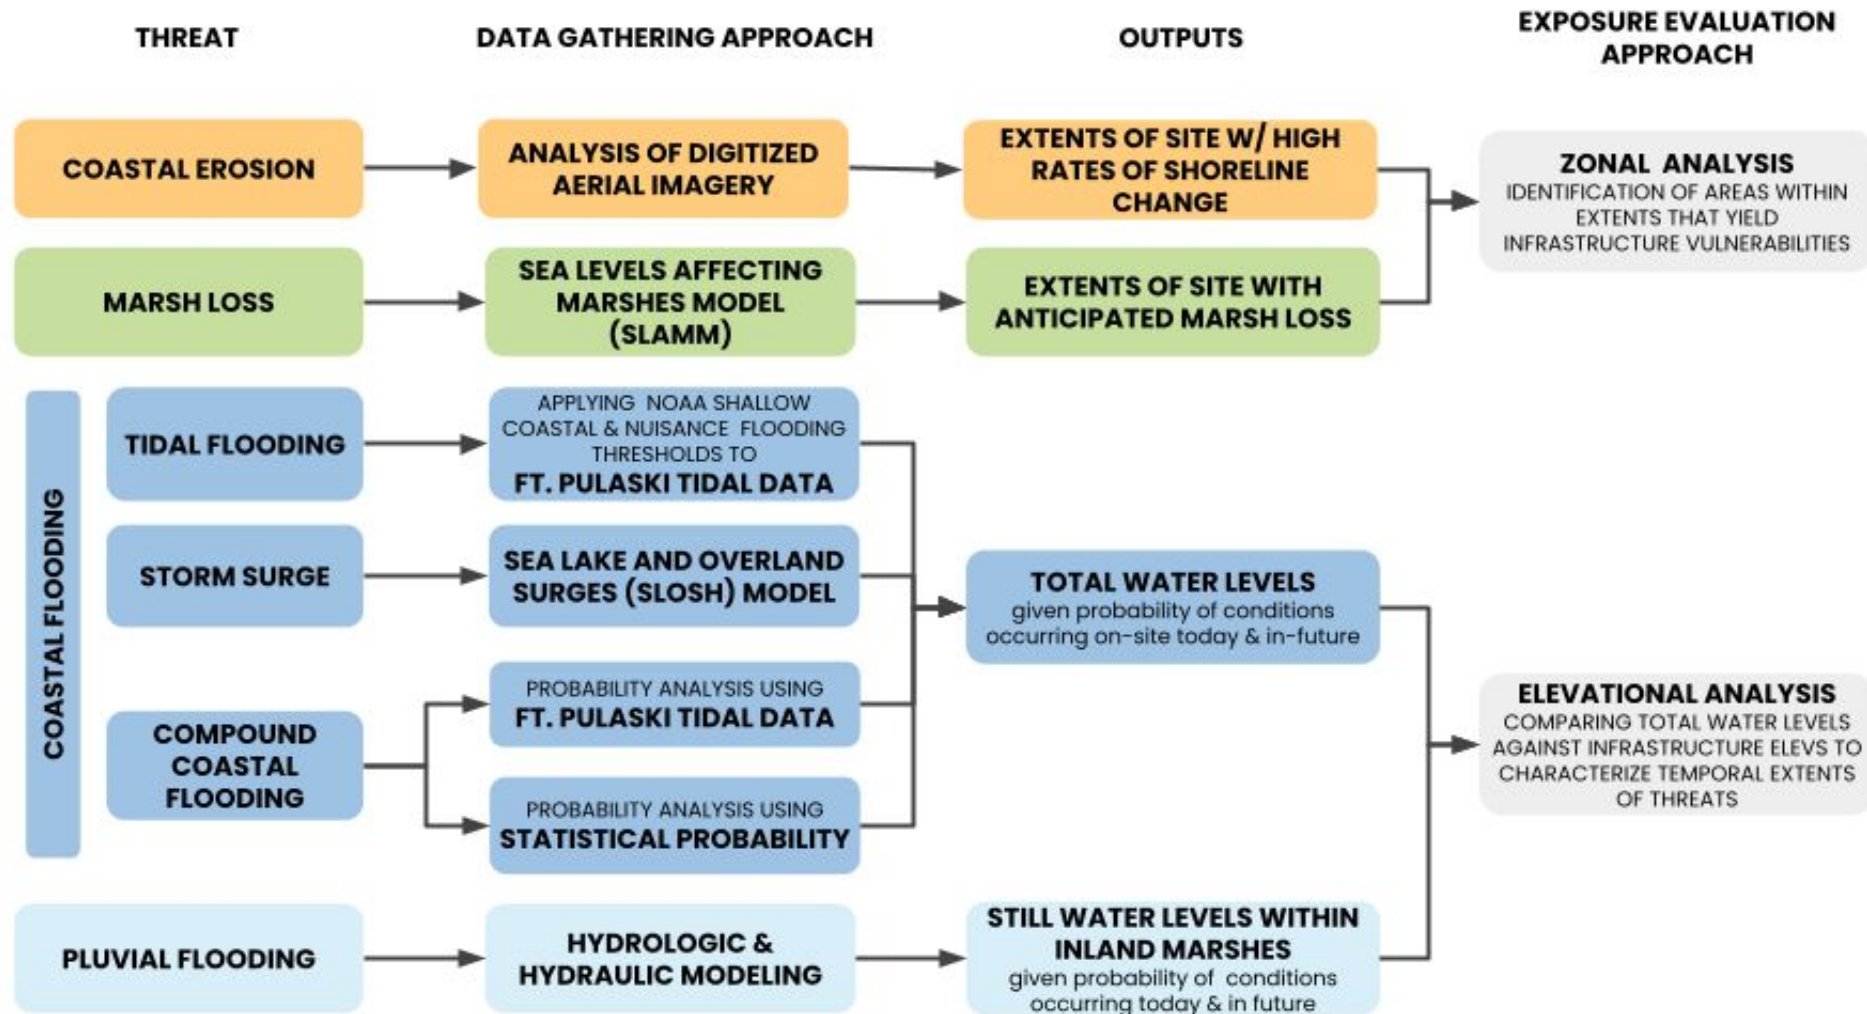 THREAT
DATA GATHERING APPROACH
OUTPUTS
EXPOSURE EVALUATION
APPROACH
COASTAL EROSION
ANALYSIS OF DIGITIZED
AERIAL IMAGERY
EXTENTS OF SITE W/ HIGH
RATES OF SHORELINE
CHANGE
ZONAL ANALYSIS
IDENTIFICATION OF AREAS WITHIN
EXTENTS THAT YIELD
INFRASTRUCTURE VULNERABILITIES
MARSH LOSS
SEA LEVELS AFFECTING
MARSHES MODEL
(SLAMM)
EXTENTS OF SITE WITH
ANTICIPATED MARSH LOSS
COASTAL FLOODING
TIDAL FLOODING
APPLYING NOAA SHALLOW
COASTAL & NUISANCE FLOODING
THRESHOLDS TO
FT. PULASKI TIDAL DATA
STORM SURGE
SEA LAKE AND OVERLAND
SURGES (SLOSH) MODEL
COMPOUND
COASTAL
FLOODING
PROBABILITY ANALYSIS USING
FT. PULASKI TIDAL DATA
PROBABILITY ANALYSIS USING
STATISTICAL PROBABILITY
TOTAL WATER LEVELS
given probability of conditions
occurring on-site today & in-future
ELEVATIONAL ANALYSIS
COMPARING TOTAL WATER LEVELS
AGAINST INFRASTRUCTURE ELEVS TO
CHARACTERIZE TEMPORAL EXTENTS
OF THREATS
PLUVIAL FLOODING
HYDROLOGIC &
HYDRAULIC MODELING
STILL WATER LEVELS WITHIN
INLAND MARSHES
given probability of conditions
occurring today & in future